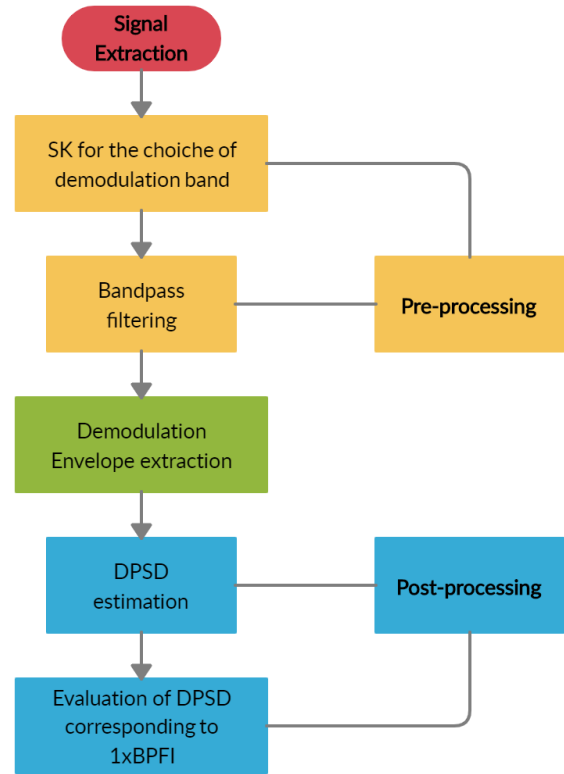 Signal
Extraction
SK for the choiche of
demodulation band
Bandpass
filtering
Pre-processing
Demodulation
Envelope extraction
DPSD
estimation
Post-processing
Evaluation of DPSD
corresponding to
1xBPFI